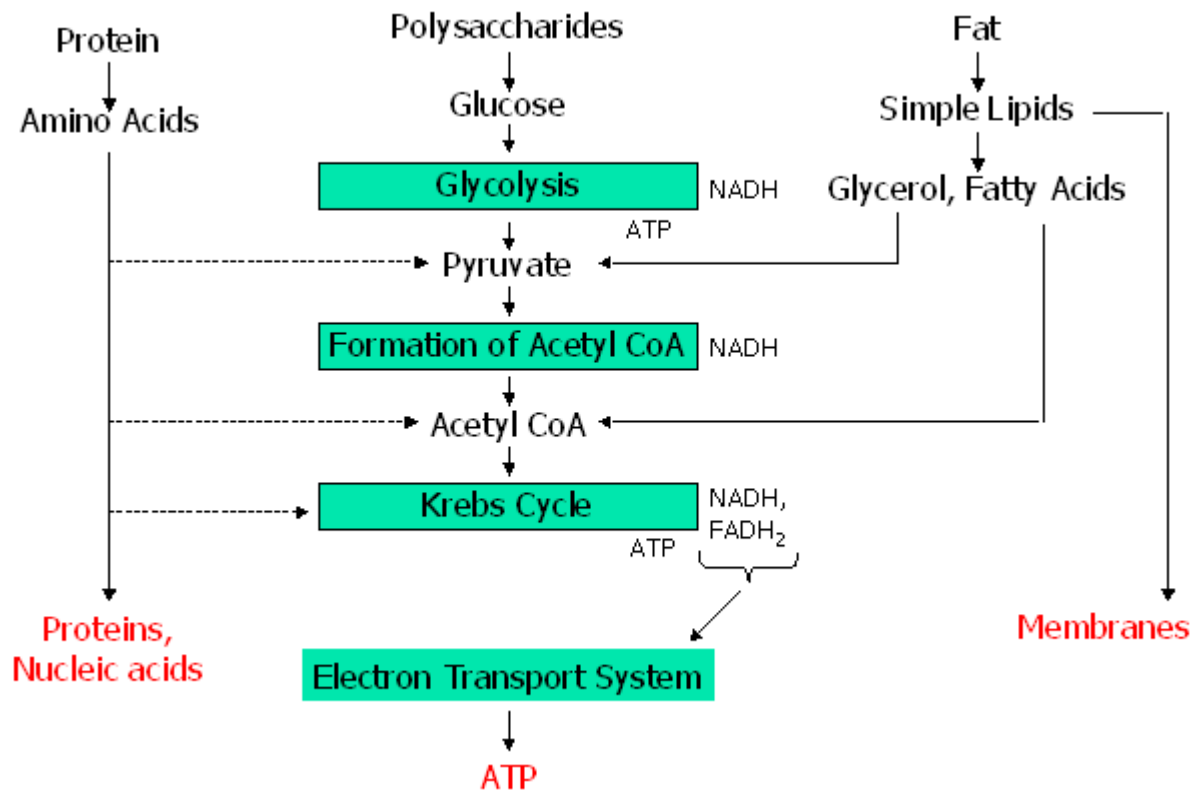 Protein
Polysaccharides
Fat
Amino Acids
Glucose
Simple Lipids
Glycolysis
NADH
Glycerol, Fatty Acids
ATP
Pyruvate
Formation of Acetyl CoA
NADH
Acetyl CoA
Krebs Cycle
NADH,
FADH₂
ATP
Proteins,
Nucleic acids
Membranes
Electron Transport System
ATP